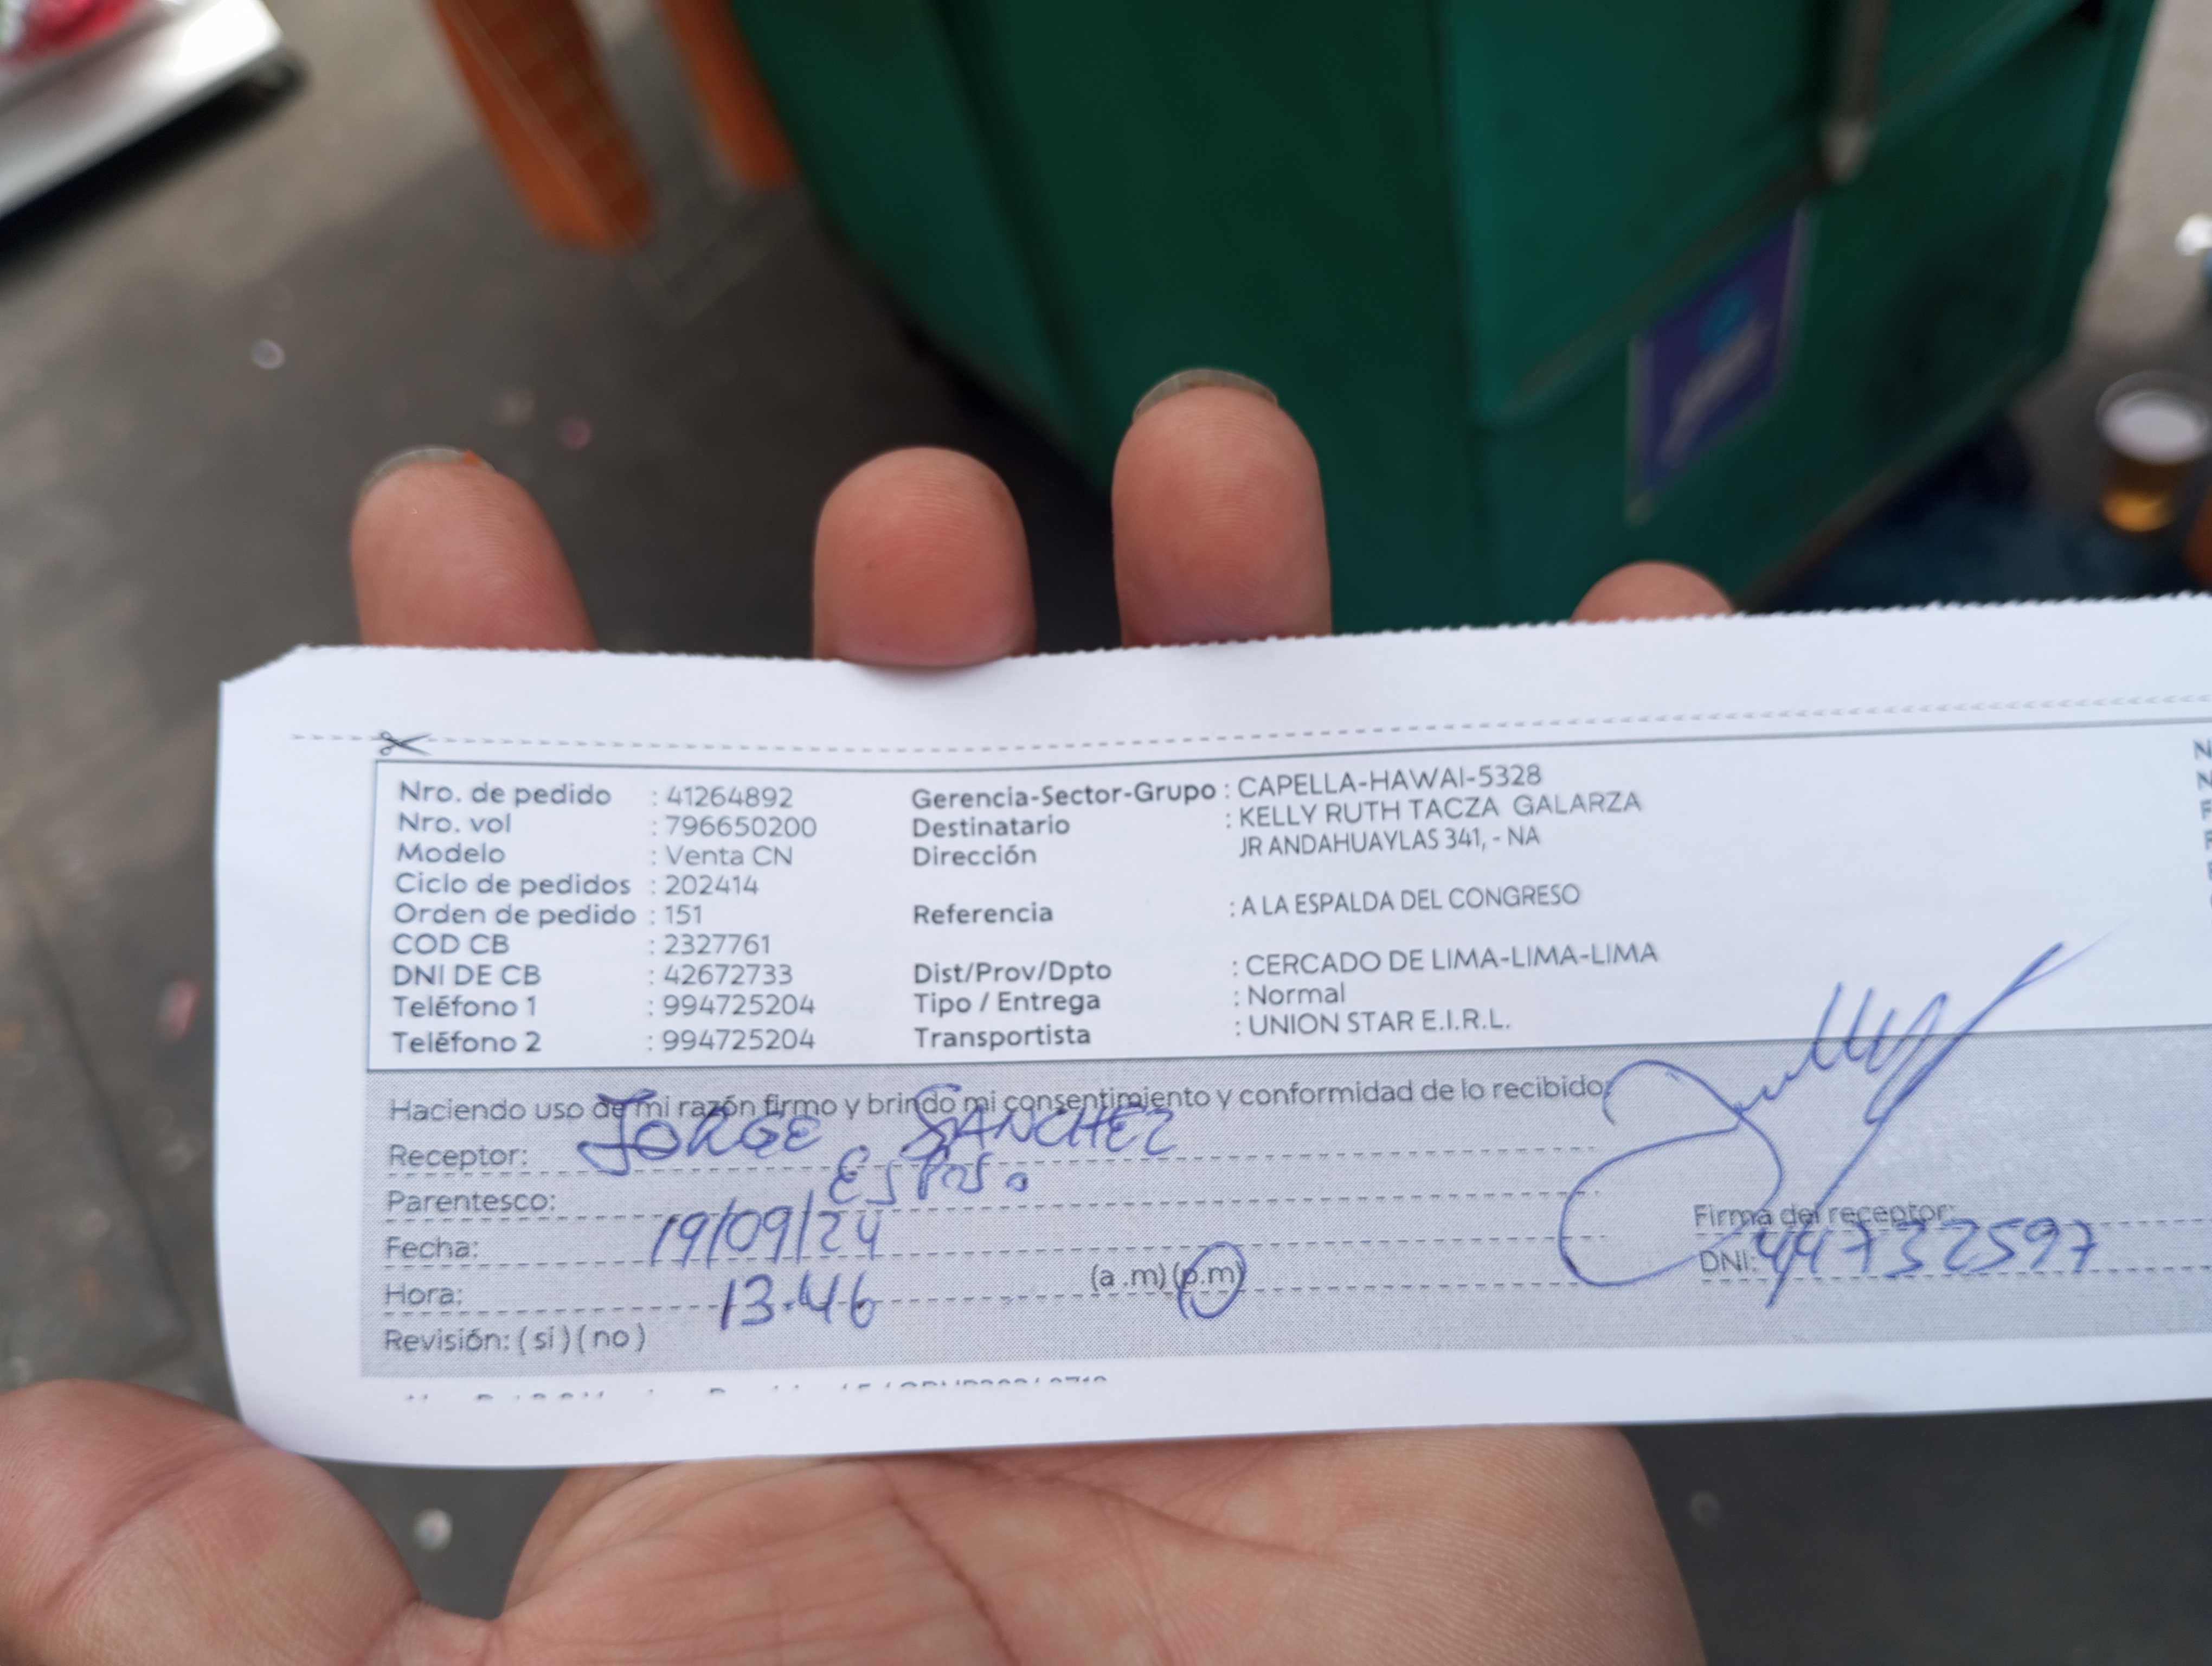 Nro. de pedido : 41264892
Nro. vol : 796650200
Modelo : Venta CN
Ciclo de pedidos : 202414
Orden de pedido : 151
COD CB : 2327761
DNI DE CB : 42672733
Teléfono 1 : 994725204
Teléfono 2 : 994725204
Gerencia-Sector-Grupo : CAPELLA-HAWAI-5328
Destinatario : KELLY RUTH TACZA GALARZA
Dirección JR ANDAHUAYLAS 341, - NA
Referencia : A LA ESPALDA DEL CONGRESO
Dist/Prov/Dpto : CERCADO DE LIMA-LIMA-LIMA
Tipo / Entrega : Normal
Transportista : UNION STAR E.I.R.L.
Haciendo uso de mi razón firmo y brindo mi consentimiento y conformidad de lo recibido:
Receptor: JORGE SANCHEZ
Parentesco: ESPOSO
Fecha: 19/09/24
Hora: 13.46 (a .m) (p.m)
Revisión: ( si ) ( no )
Firma del receptor:
DNI: 44732597